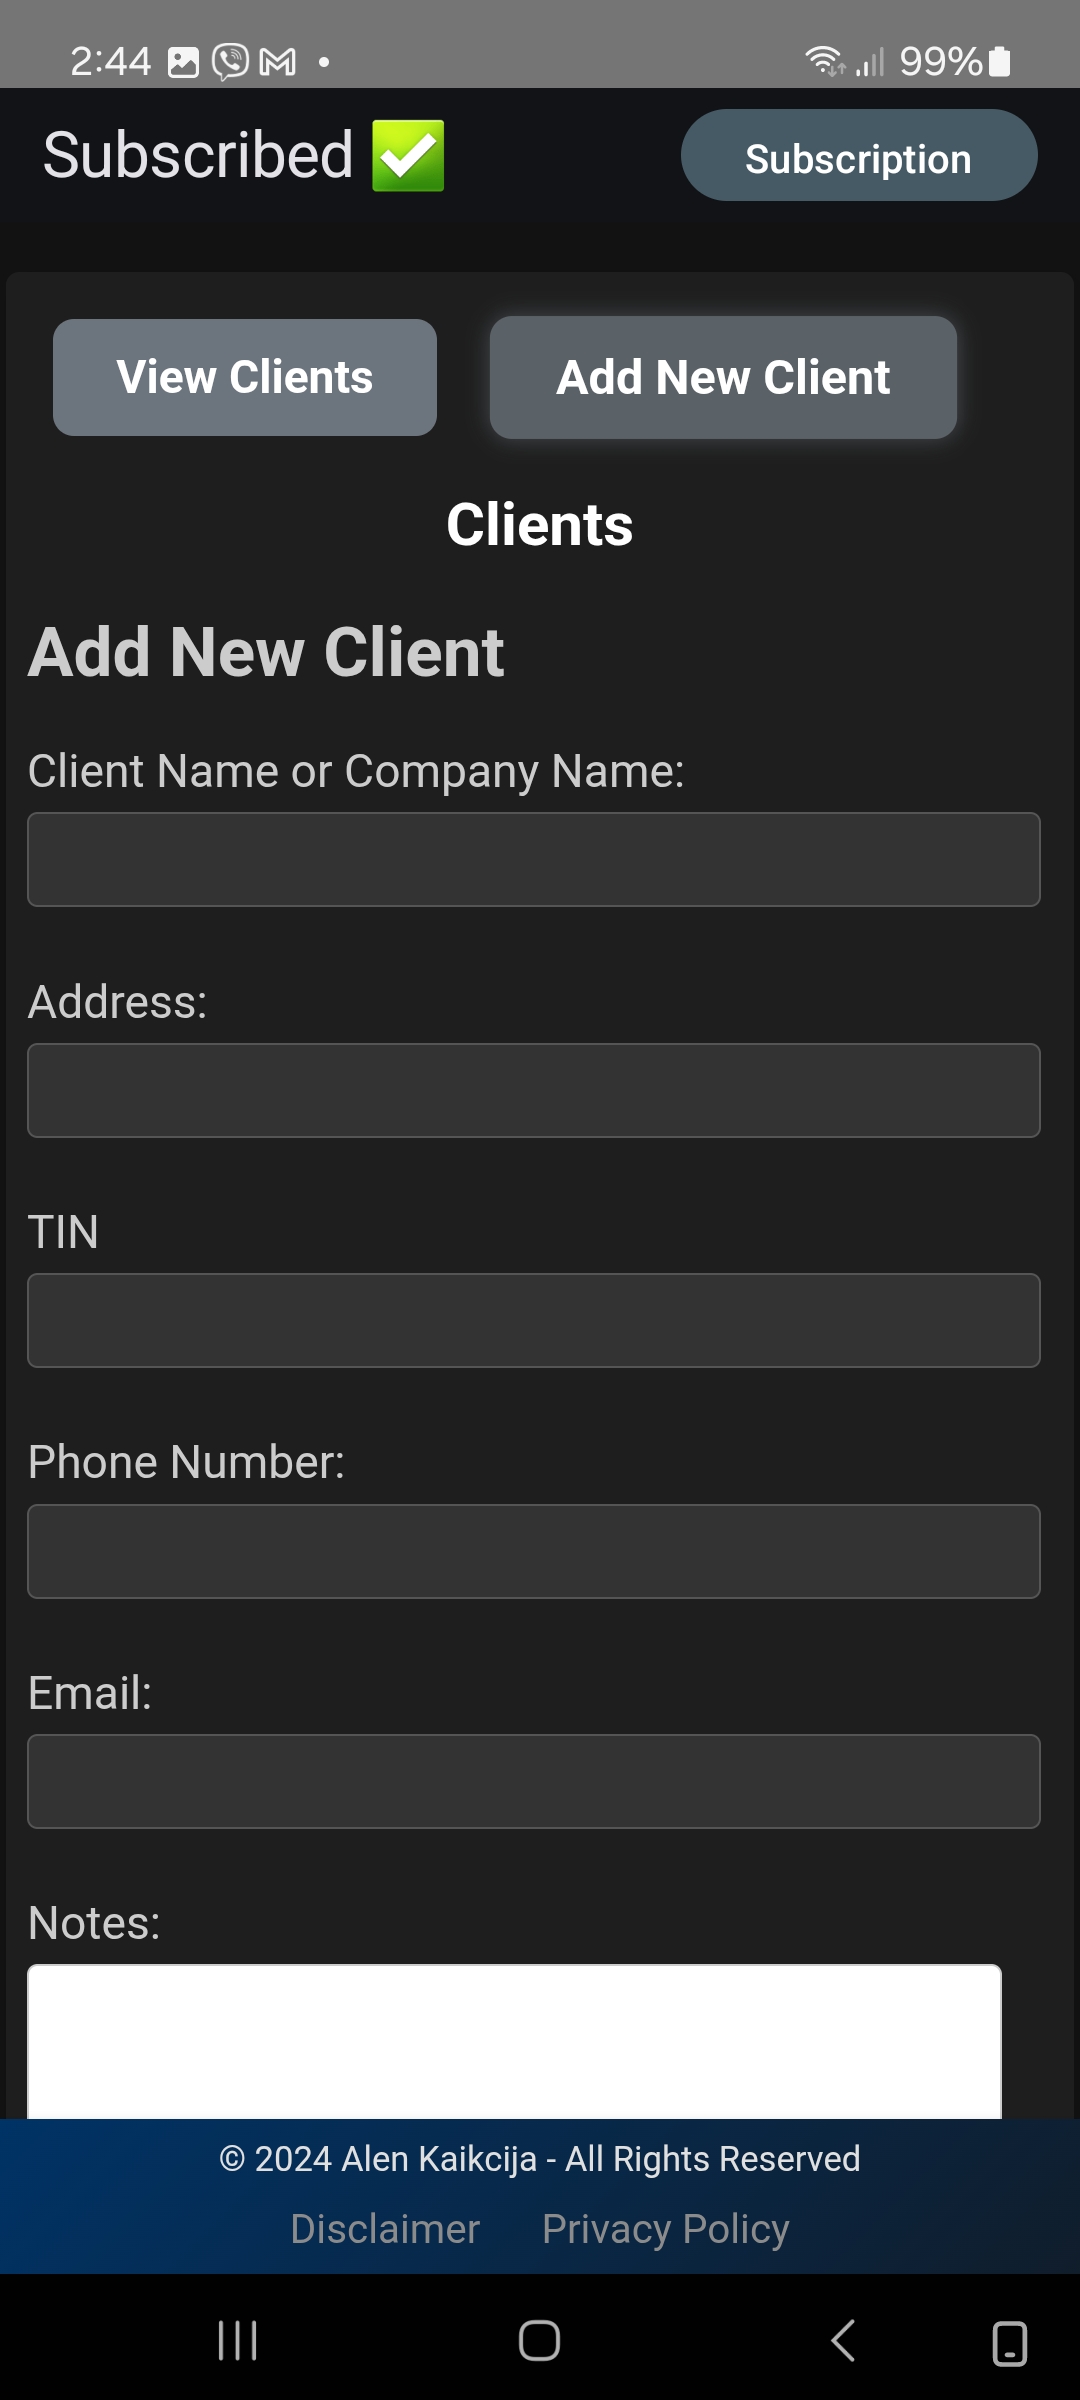 2:44 99%
Subscribed ✅ Subscription
View Clients Add New Client
Clients
Add New Client
Client Name or Company Name:
Address:
TIN
Phone Number:
Email:
Notes:
© 2024 Alen Kaikcija - All Rights Reserved
Disclaimer Privacy Policy